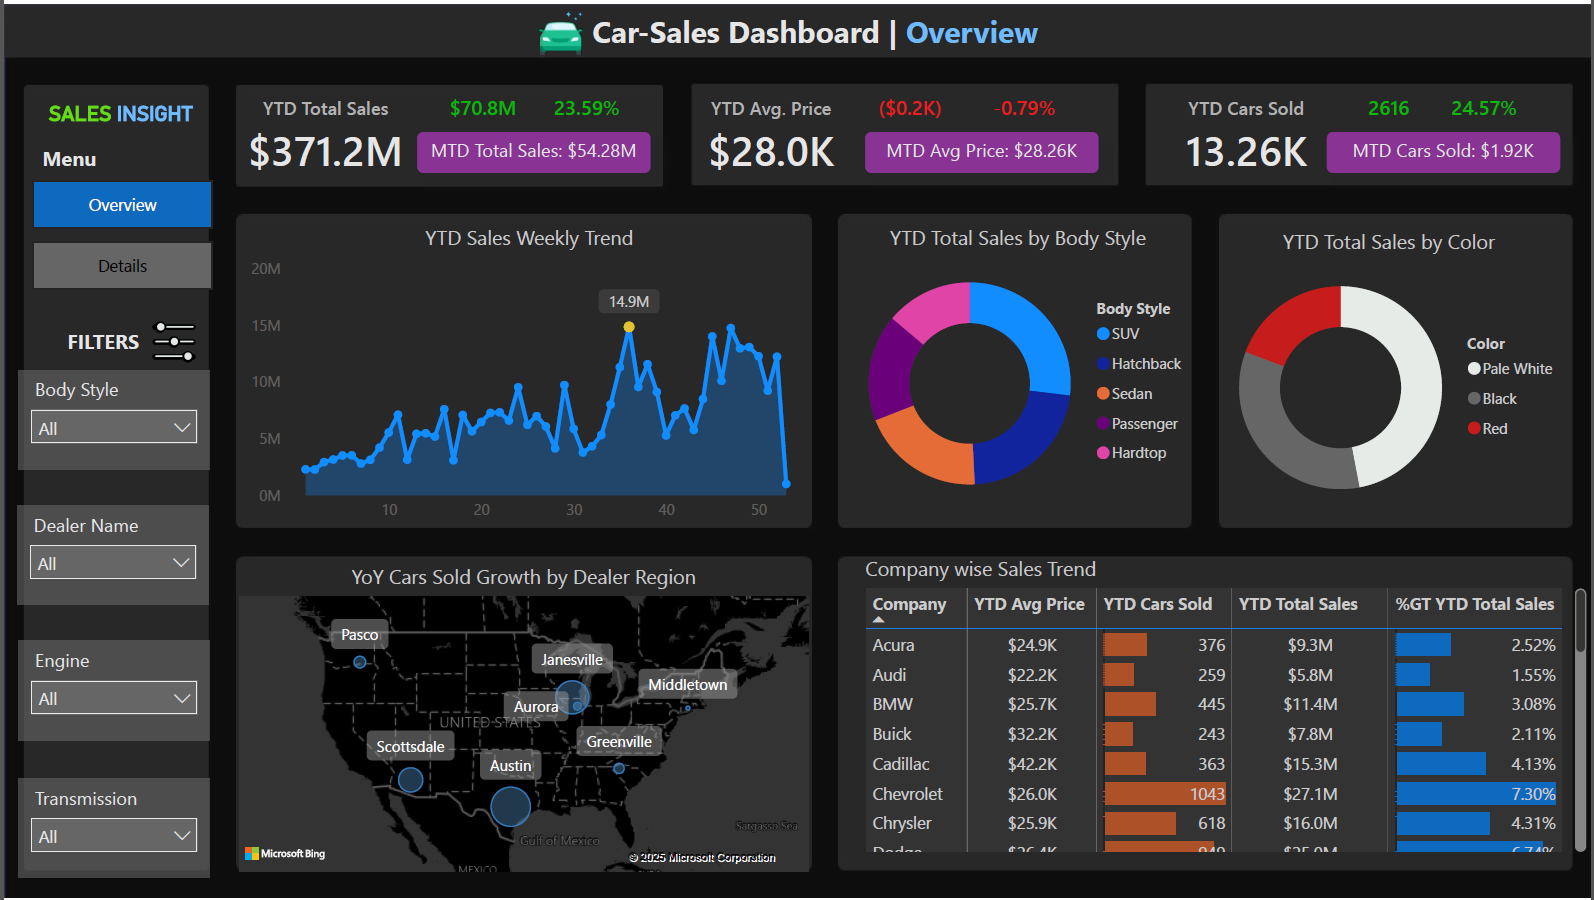 Car-Sales Dashboard | Overview
SALES INSIGHT
Menu
Overview
Details
FILTERS
Body Style
All
Dealer Name
All
Engine
All
Transmission
All
YTD Total Sales
$70.8M
23.59%
$371.2M
MTD Total Sales: $54.28M
YTD Avg. Price
($0.2K)
-0.79%
$28.0K
MTD Avg Price: $28.26K
YTD Cars Sold
2616
24.57%
13.26K
MTD Cars Sold: $1.92K
YTD Sales Weekly Trend
20M
15M
10M
5M
0M
14.9M
10
20
30
40
50
YTD Total Sales by Body Style
Body Style
SUV
Hatchback
Sedan
Passenger
Hardtop
YTD Total Sales by Color
Color
Pale White
Black
Red
YoY Cars Sold Growth by Dealer Region
Pasco
Janesville
Middletown
Aurora
UNITED STATES
Greenville
Scottsdale
Austin
Sargasso Sea
Gulf of Mexico
Microsoft Bing
© 2025 Microsoft Corporation
MEXICO
Company wise Sales Trend
Company YTD Avg Price YTD Cars Sold YTD Total Sales %GT YTD Total Sales
Acura $24.9K 376 $9.3M 2.52%
Audi $22.2K 259 $5.8M 1.55%
BMW $25.7K 445 $11.4M 3.08%
Buick $32.2K 243 $7.8M 2.11%
Cadillac $42.2K 363 $15.3M 4.13%
Chevrolet $26.0K 1043 $27.1M 7.30%
Chrysler $25.9K 618 $16.0M 4.31%
Dodge $26.4K 949 $25.0M 6.74%